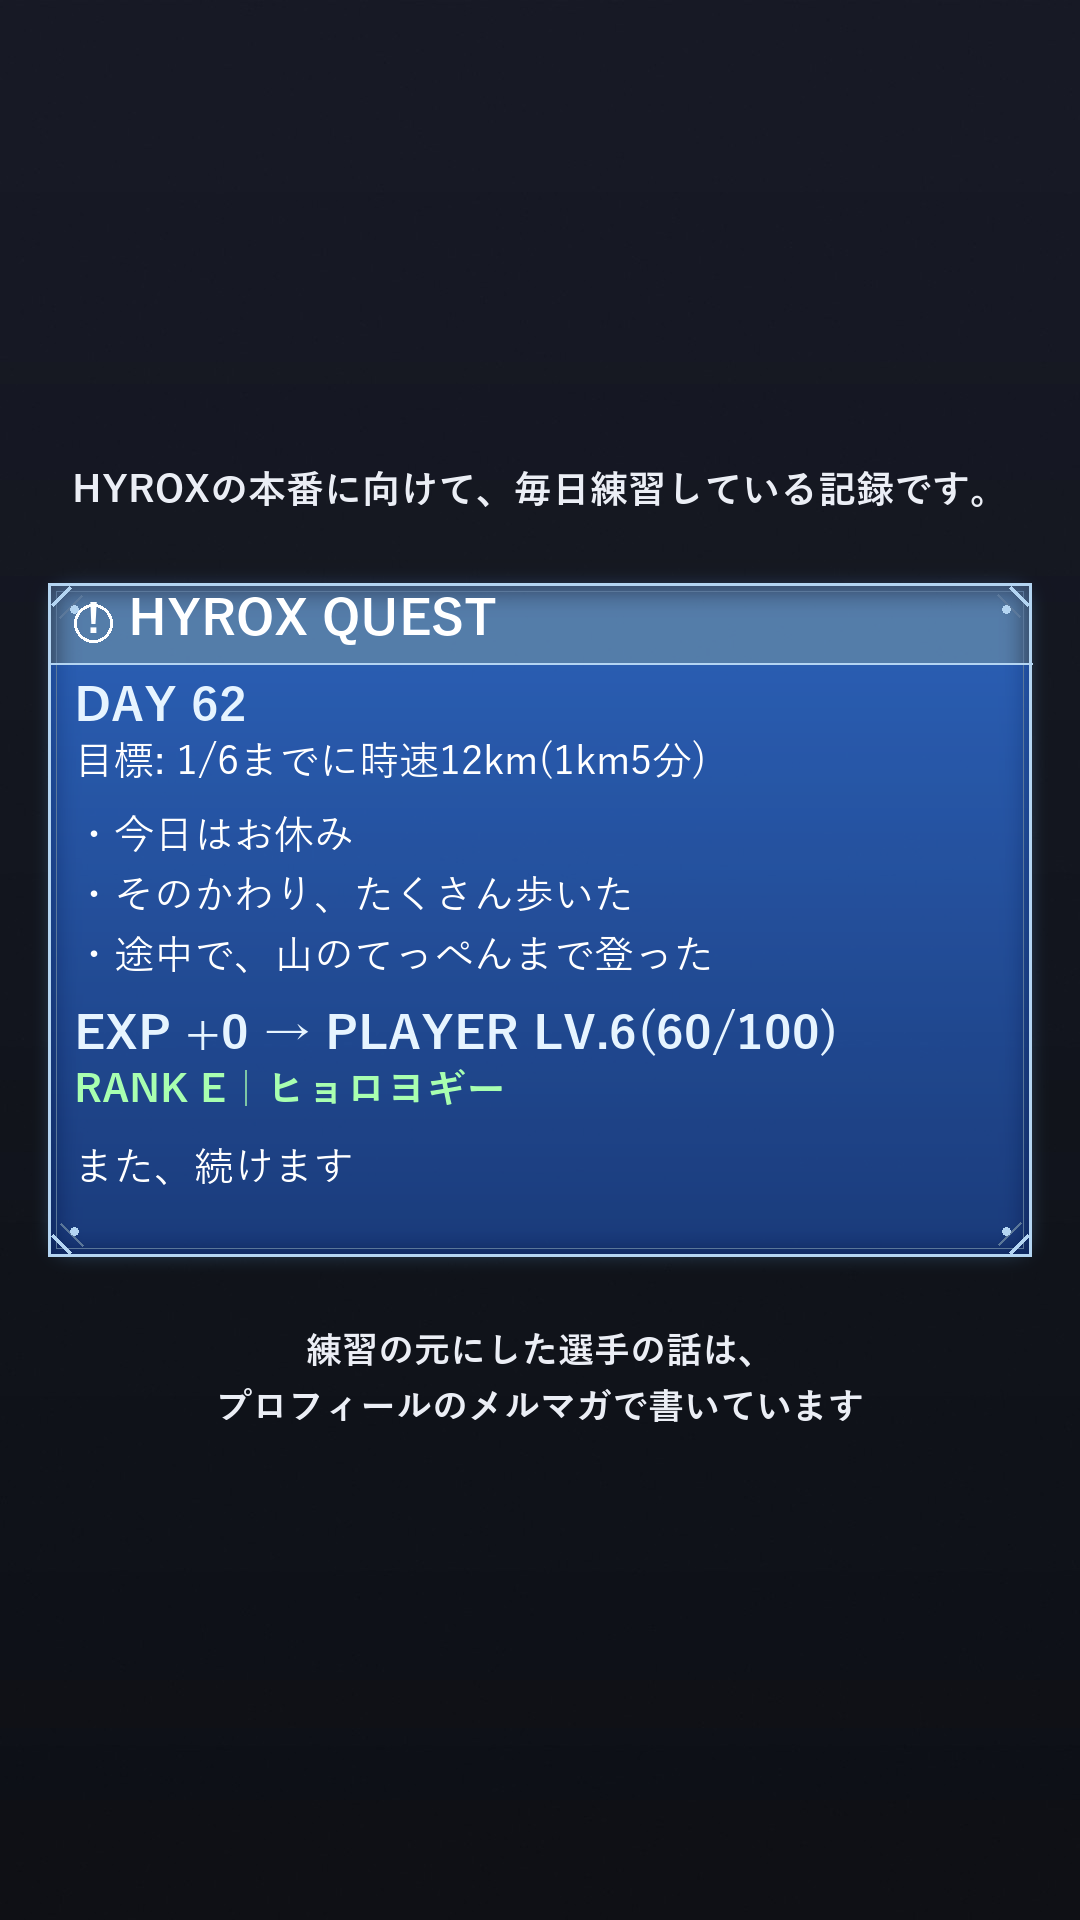 HYROXの本番に向けて、毎日練習している記録です。
! HYROX QUEST
DAY 62
目標: 1/6までに時速12km(1km5分)
・今日はお休み
・そのかわり、たくさん歩いた
・途中で、山のてっぺんまで登った
EXP +0 → PLAYER LV.6(60/100)
RANK E｜ヒョロヨギー
また、続けます
練習の元にした選手の話は、
プロフィールのメルマガで書いています